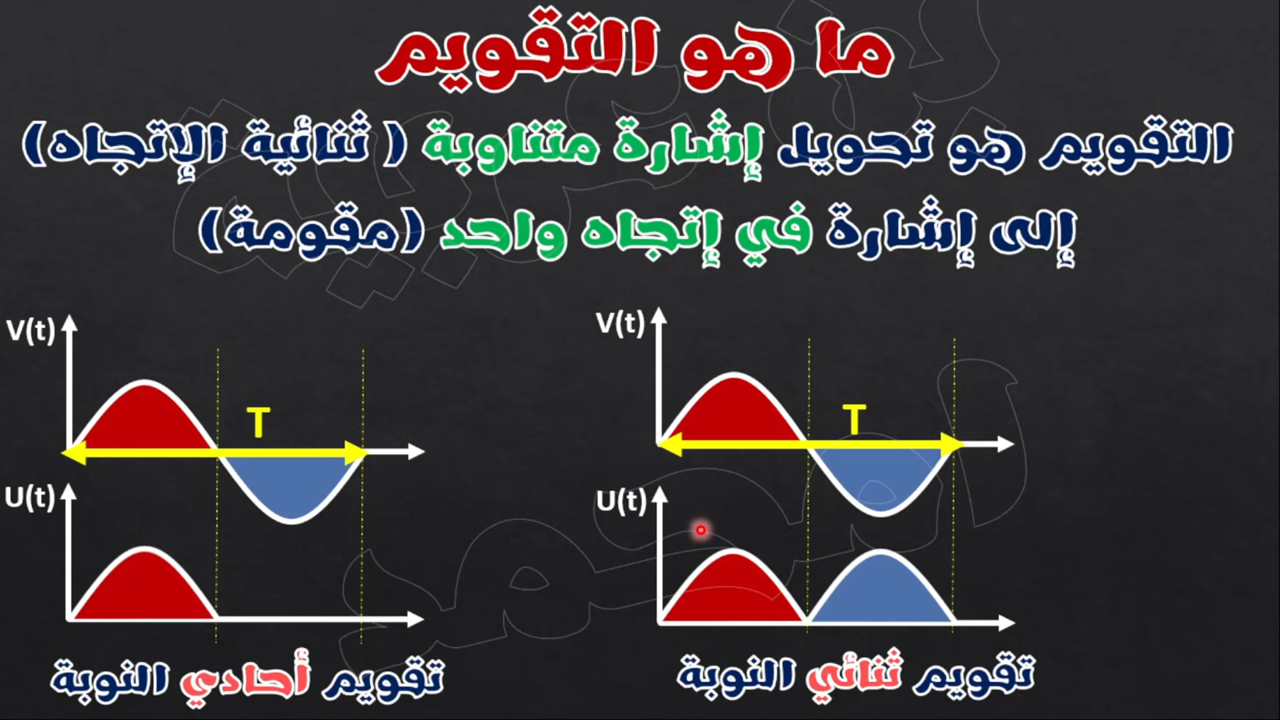 ما هو التقويم
التقويم هو تحويل إشارة متناوبة ( ثنائية الإتجاه)
إلى إشارة في إتجاه واحد (مقومة)
V(t)
T
U(t)
تقويم أحادي النوبة
V(t)
T
U(t)
تقويم ثنائي النوبة